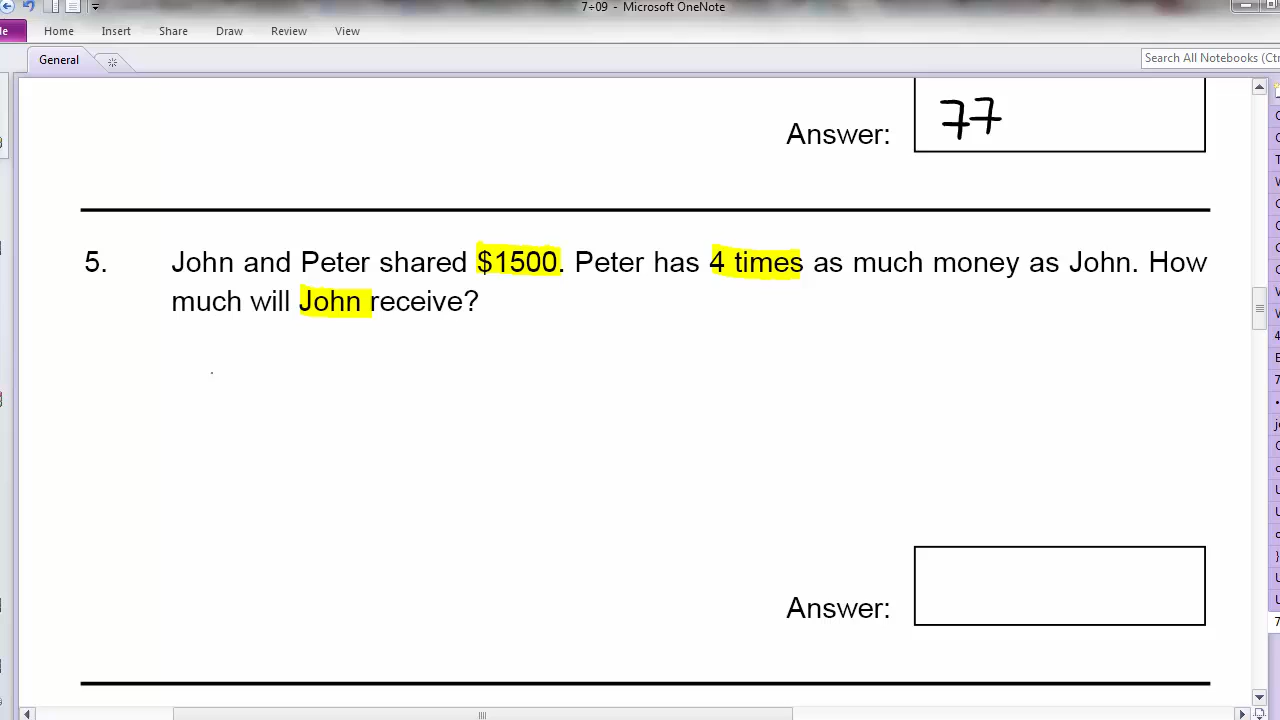 7÷09 - Microsoft OneNote
Home Insert Share Draw Review View
General
Search All Notebooks (Ctr
Answer: 77
5. John and Peter shared $1500. Peter has 4 times as much money as John. How
much will John receive?
Answer: